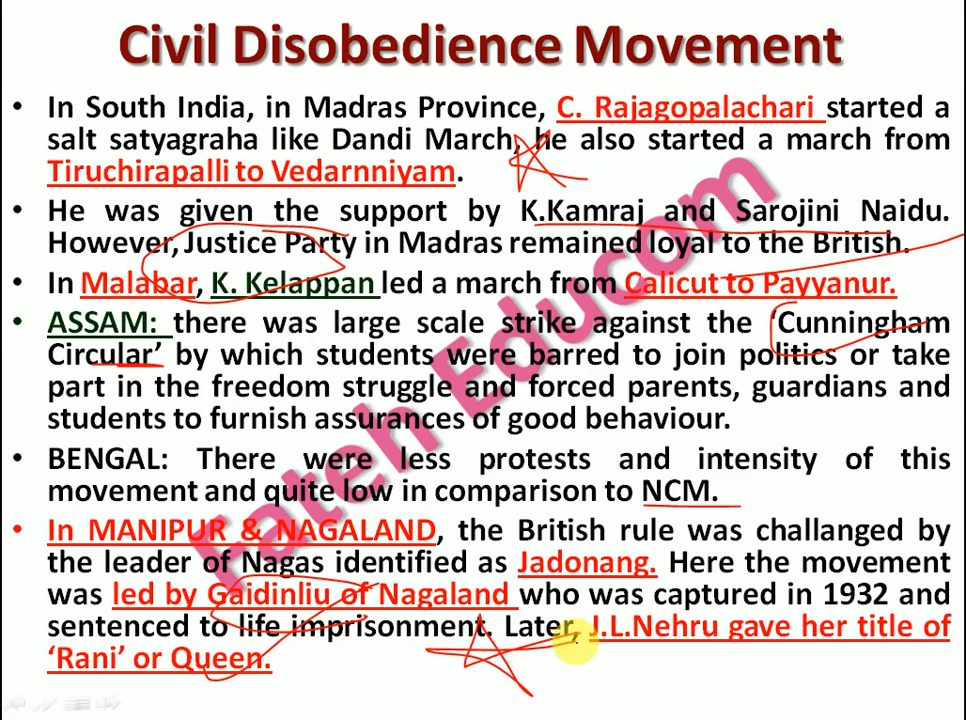 Civil Disobedience Movement
• In South India, in Madras Province, C. Rajagopalachari started a
salt satyagraha like Dandi March, he also started a march from
Tiruchirapalli to Vedarnniyam.
• He was given the support by K.Kamraj and Sarojini Naidu.
However, Justice Party in Madras remained loyal to the British.
• In Malabar, K. Kelappan led a march from Calicut to Payyanur.
• ASSAM: there was large scale strike against the ‘Cunningham
Circular’ by which students were barred to join politics or take
part in the freedom struggle and forced parents, guardians and
students to furnish assurances of good behaviour.
• BENGAL: There were less protests and intensity of this
movement and quite low in comparison to NCM.
• In MANIPUR & NAGALAND, the British rule was challanged by
the leader of Nagas identified as Jadonang. Here the movement
was led by Gaidinliu of Nagaland who was captured in 1932 and
sentenced to life imprisonment. Later, J.L.Nehru gave her title of
‘Rani’ or Queen.
Fateh Educom